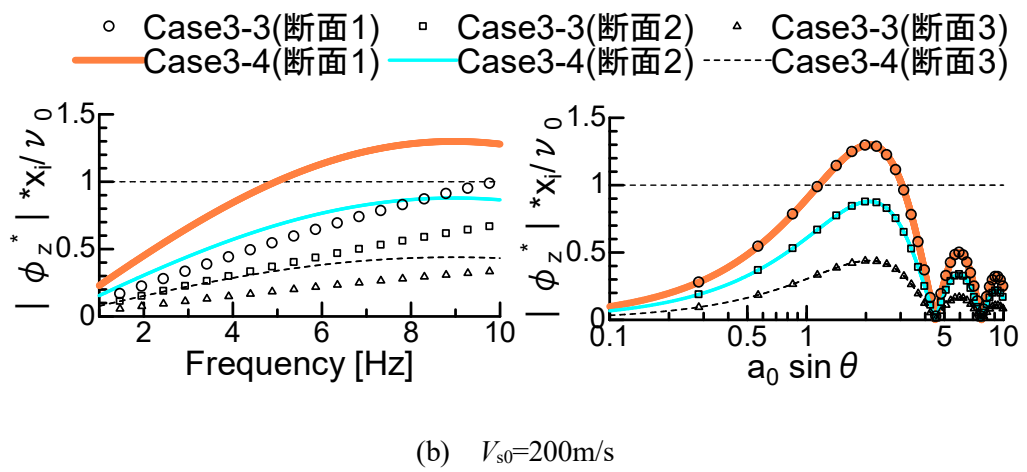 Case3-3(断面1) Case3-3(断面2) Case3-3(断面3)
Case3-4(断面1) Case3-4(断面2) Case3-4(断面3)
| ϕz* | *xi/ν0
1.5
1
0.5
0
2 4 6 8 10
Frequency [Hz]
| ϕz* | *xi/ν0
1.5
1
0.5
0
0.1 0.5 1 5 10
a0 sin θ
(b) Vs0=200m/s